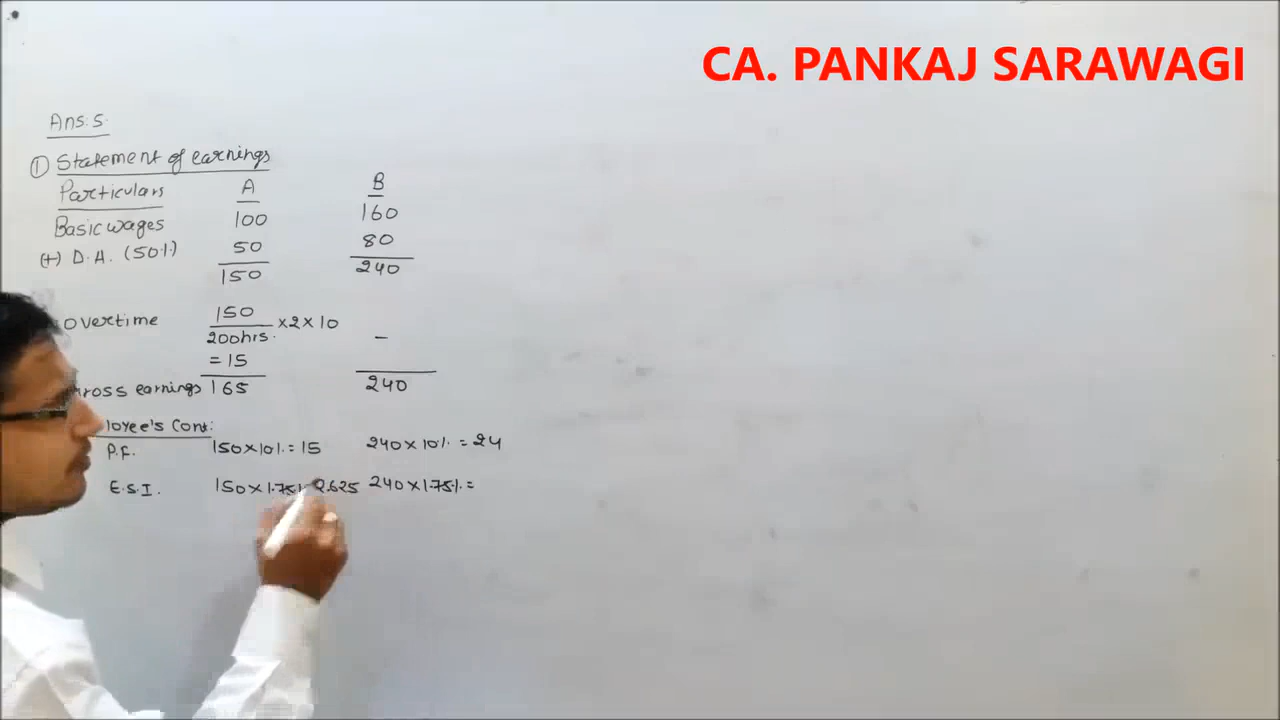 CA. PANKAJ SARAWAGI
Ans:5.
① Statement of earnings
Particulars A B
Basic wages 100 160
(+) D.A. (50%) 50 80
150 240
Overtime 150 / 200hrs. ×2×10 –
= 15
ross earnings 165 240
loyee's Cont:
P.F. 150×10% = 15 240×10% = 24
E.S.I. 150×1.75% 2.625 240×1.75% =